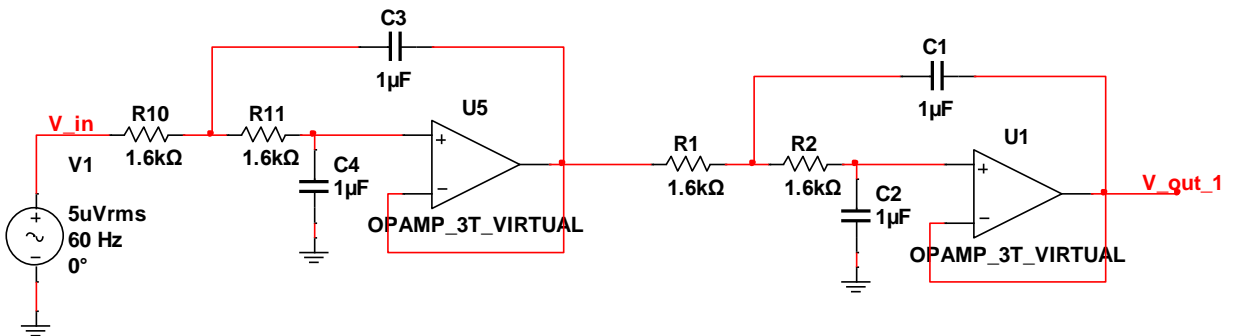 C3
1µF
C1
1µF
V_in
R10
1.6kΩ
R11
1.6kΩ
U5
C4
1µF
OPAMP_3T_VIRTUAL
V1
5uVrms
60 Hz
0°
R1
1.6kΩ
R2
1.6kΩ
U1
C2
1µF
OPAMP_3T_VIRTUAL
V_out_1